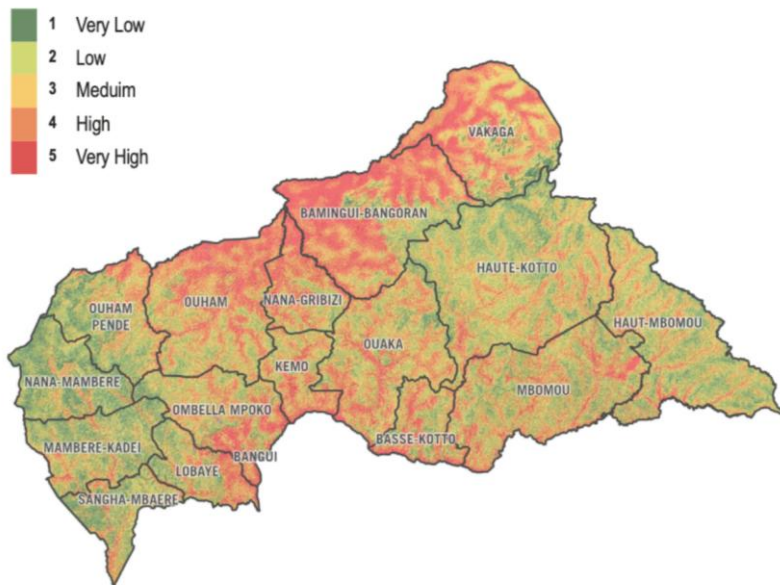 1 Very Low
2 Low
3 Meduim
4 High
5 Very High
VAKAGA
BAMINGUI-BANGORAN
HAUTE-KOTTO
OUHAM
PENDE
OUHAM
NANA-GRIBIZI
HAUT-MBOMOU
OUAKA
KEMO
NANA-MAMBERE
MBOMOU
OMBELLA MPOKO
BASSE-KOTTO
MAMBERE-KADEI
BANGUI
LOBAYE
SANGHA-MBAERE